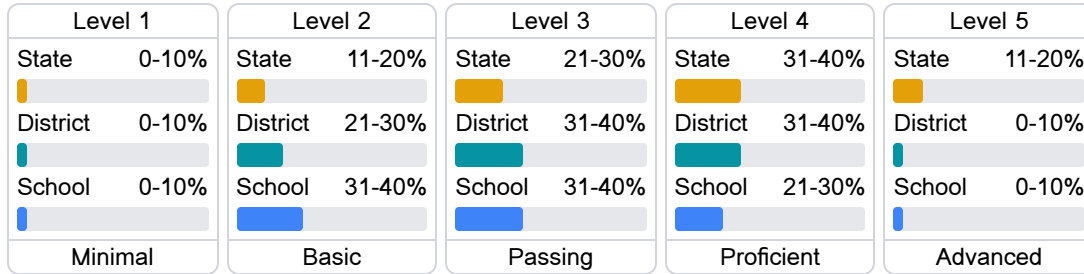 Level 1
State 0-10%
District 0-10%
School 0-10%
Minimal
Level 2
State 11-20%
District 21-30%
School 31-40%
Basic
Level 3
State 21-30%
District 31-40%
School 31-40%
Passing
Level 4
State 31-40%
District 31-40%
School 21-30%
Proficient
Level 5
State 11-20%
District 0-10%
School 0-10%
Advanced